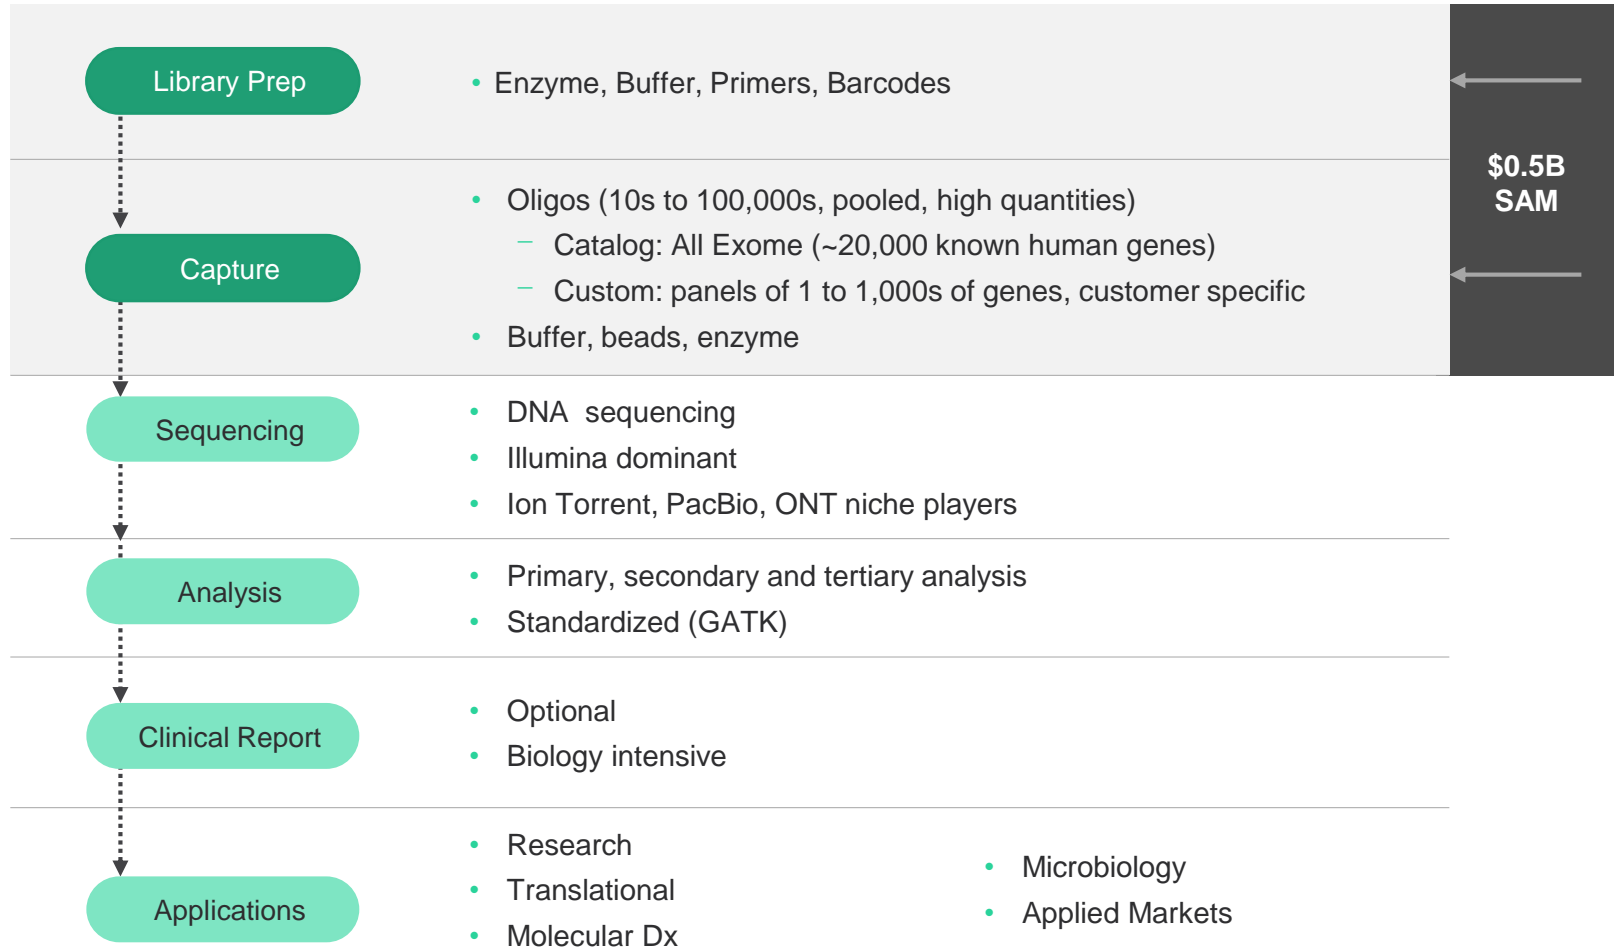 Library Prep
• Enzyme, Buffer, Primers, Barcodes
$0.5B
SAM
Capture
• Oligos (10s to 100,000s, pooled, high quantities)
– Catalog: All Exome (~20,000 known human genes)
– Custom: panels of 1 to 1,000s of genes, customer specific
• Buffer, beads, enzyme
Sequencing
• DNA sequencing
• Illumina dominant
• Ion Torrent, PacBio, ONT niche players
Analysis
• Primary, secondary and tertiary analysis
• Standardized (GATK)
Clinical Report
• Optional
• Biology intensive
Applications
• Research
• Translational
• Molecular Dx
• Microbiology
• Applied Markets